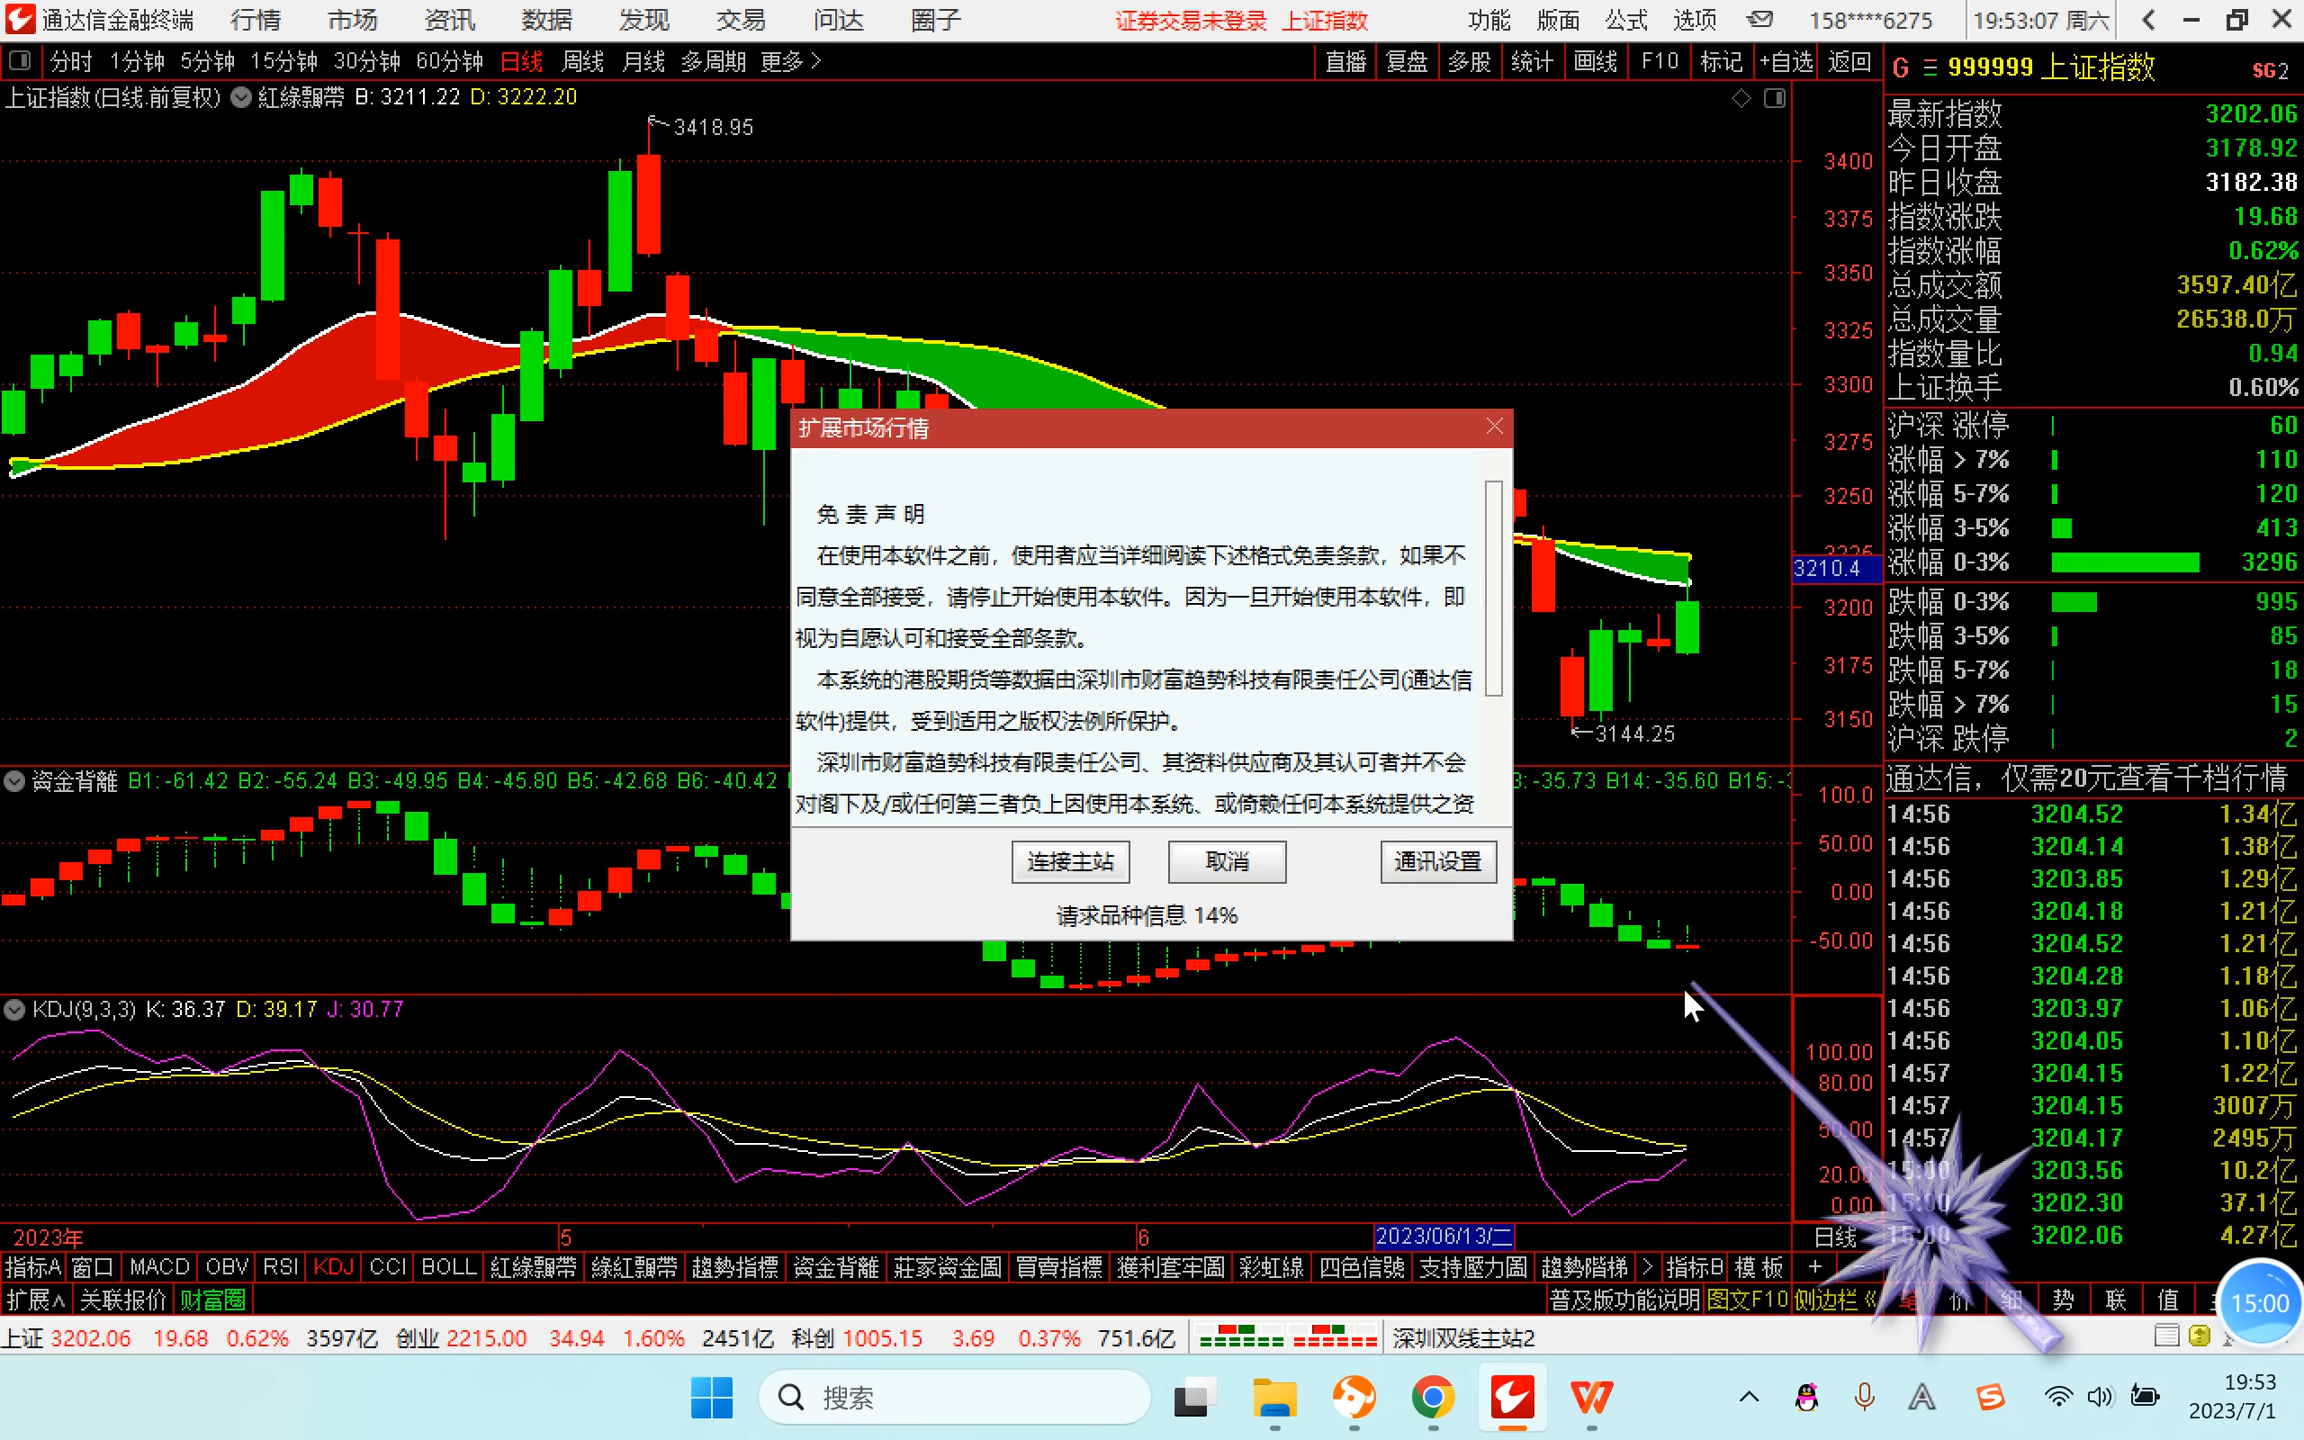 通达信金融终端 行情 市场 资讯 数据 发现 交易 问达 圈子 证券交易未登录 上证指数 功能 版面 公式 选项 158****6275 19:53:07 周六
分时 1分钟 5分钟 15分钟 30分钟 60分钟 日线 周线 月线 多周期 更多 > 直播 复盘 多股 统计 画线 F10 标记 +自选 返回
G 999999 上证指数 SG2
上证指数(日线.前复权) 紅綠飄帶 B: 3211.22 D: 3222.20
3418.95
3400
3375
3350
3325
3300
3275
3250
3225
3210.4
3200
3175
3150
3144.25
最新指数 3202.06
今日开盘 3178.92
昨日收盘 3182.38
指数涨跌 19.68
指数涨幅 0.62%
总成交额 3597.40亿
总成交量 26538.0万
指数量比 0.94
上证换手 0.60%
沪深 涨停 60
涨幅 > 7% 110
涨幅 5-7% 120
涨幅 3-5% 413
涨幅 0-3% 3296
跌幅 0-3% 995
跌幅 3-5% 85
跌幅 5-7% 18
跌幅 > 7% 15
沪深 跌停 2
扩展市场行情
免 责 声 明
在使用本软件之前，使用者应当详细阅读下述格式免责条款，如果不
同意全部接受，请停止开始使用本软件。因为一旦开始使用本软件，即
视为自愿认可和接受全部条款。
本系统的港股期货等数据由深圳市财富趋势科技有限责任公司(通达信
软件)提供，受到适用之版权法例所保护。
深圳市财富趋势科技有限责任公司、其资料供应商及其认可者并不会
对阁下及/或任何第三者负上因使用本系统、或倚赖任何本系统提供之资
连接主站 取消 通讯设置
请求品种信息 14%
资金背離 B1: -61.42 B2: -55.24 B3: -49.95 B4: -45.80 B5: -42.68 B6: -40.42 3: -35.73 B14: -35.60 B15: -
100.0
50.00
0.00
-50.00
通达信，仅需20元查看千档行情
14:56 3204.52 1.34亿
14:56 3204.14 1.38亿
14:56 3203.85 1.29亿
14:56 3204.18 1.21亿
14:56 3204.52 1.21亿
14:56 3204.28 1.18亿
14:56 3203.97 1.06亿
14:56 3204.05 1.10亿
14:57 3204.15 1.22亿
14:57 3204.15 3007万
14:57 3204.17 2495万
15:00 3203.56 10.2亿
15:00 3202.30 37.1亿
15:00 3202.06 4.27亿
KDJ(9,3,3) K: 36.37 D: 39.17 J: 30.77
100.00
80.00
50.00
20.00
0.00
2023年 5 6 2023/06/13/二 日线
指标A 窗口 MACD OBV RSI KDJ CCI BOLL 紅綠飄帶 綠紅飄帶 趨勢指標 資金背離 莊家資金圖 買賣指標 獲利套牢圖 彩虹線 四色信號 支持壓力圖 趨勢階梯 > 指标B 模 板 +
扩展∧ 关联报价 财富圈 普及版功能说明 图文F10 侧边栏《 笔 价 细 势 联 值
15:00
上证 3202.06 19.68 0.62% 3597亿 创业 2215.00 34.94 1.60% 2451亿 科创 1005.15 3.69 0.37% 751.6亿 深圳双线主站2
搜索
19:53
2023/7/1